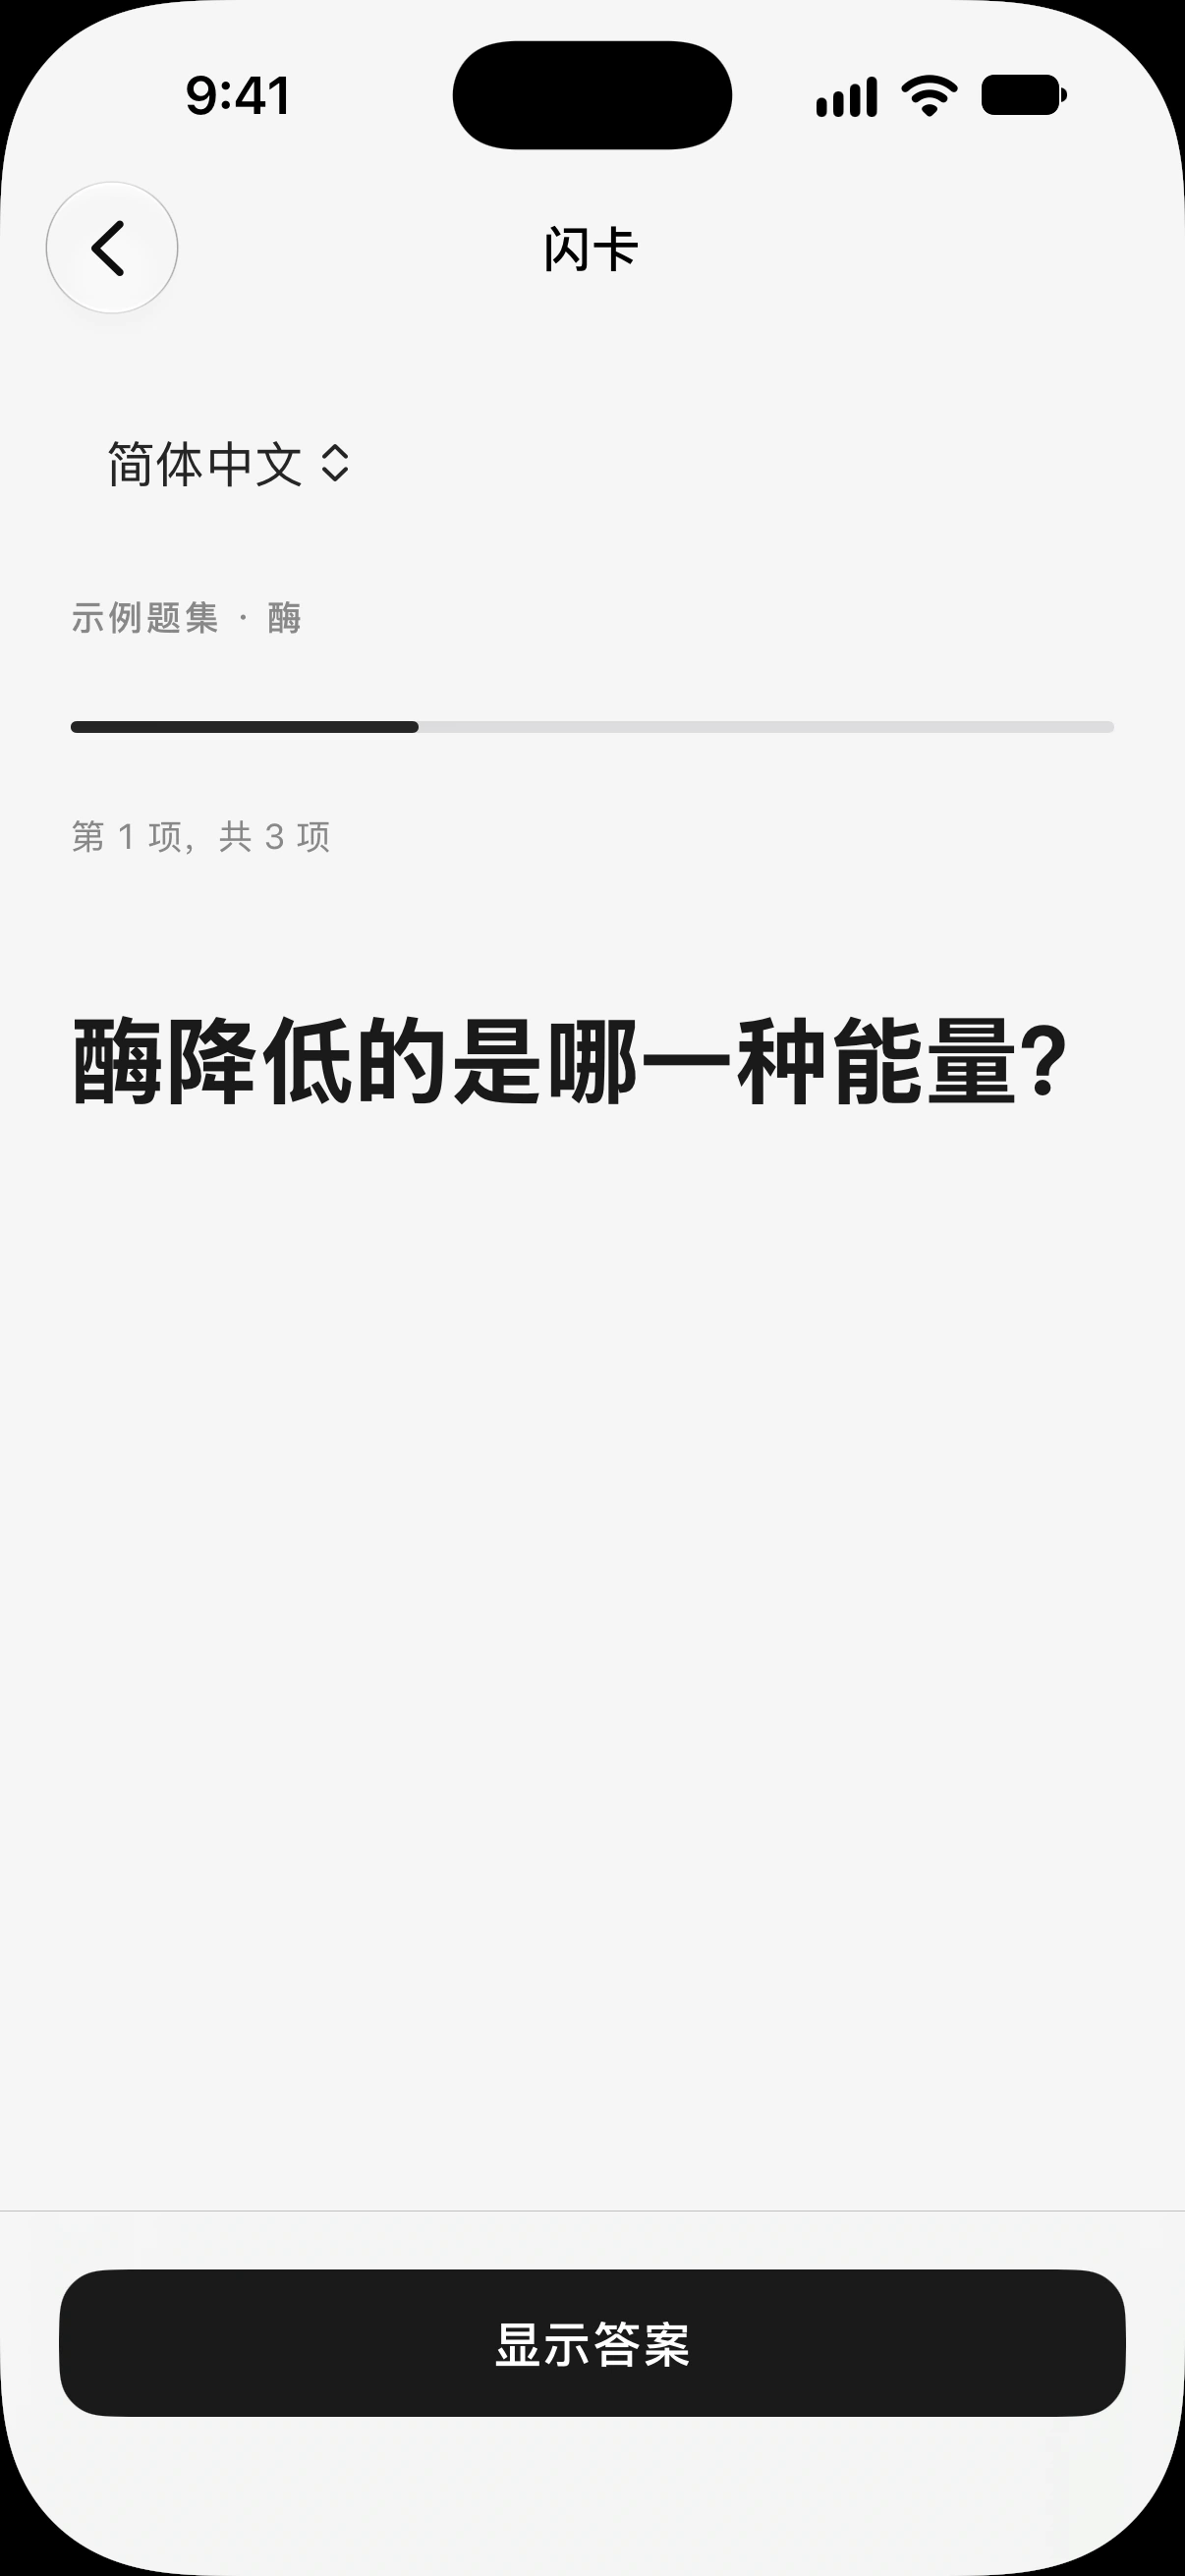 9:41
闪卡
简体中文
示例题集 · 酶
第 1 项，共 3 项
酶降低的是哪一种能量?
显示答案